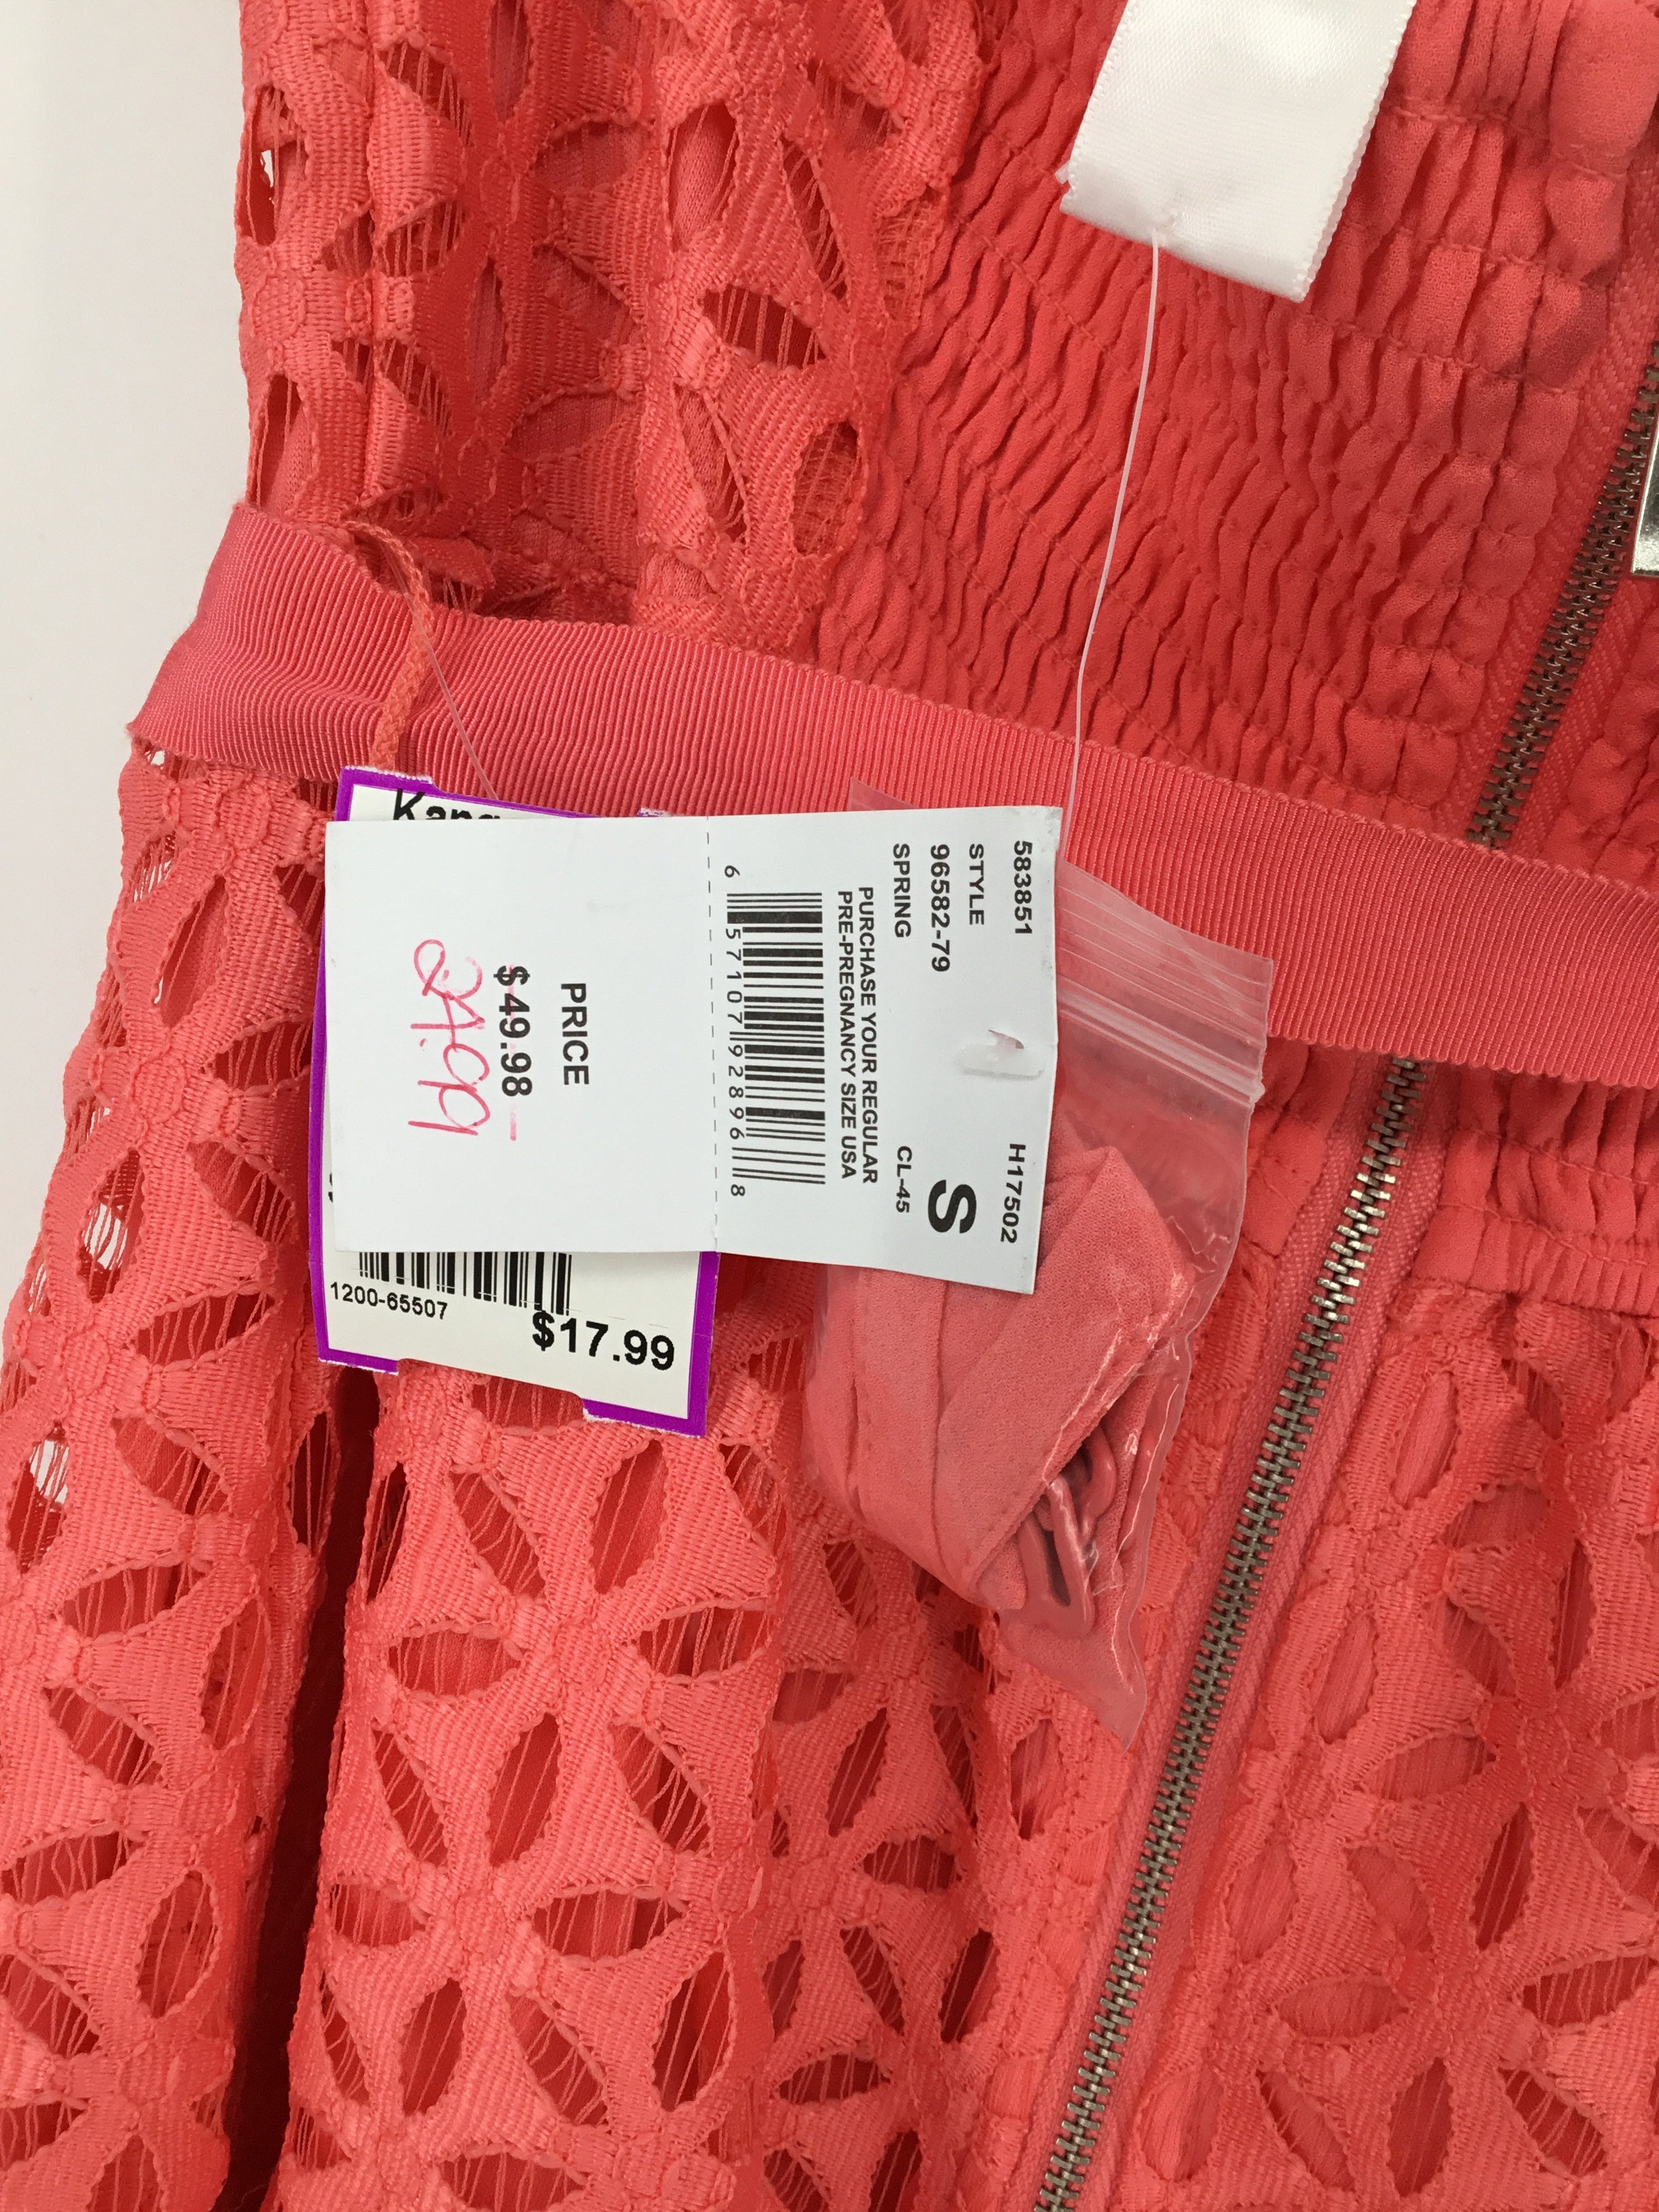 583851 H17502
STYLE
96582-79 S
SPRING CL-45
PURCHASE YOUR REGULAR
PRE-PREGNANCY SIZE USA
6 57107 92896 8
PRICE
$49.98
24.99
1200-65507
$17.99